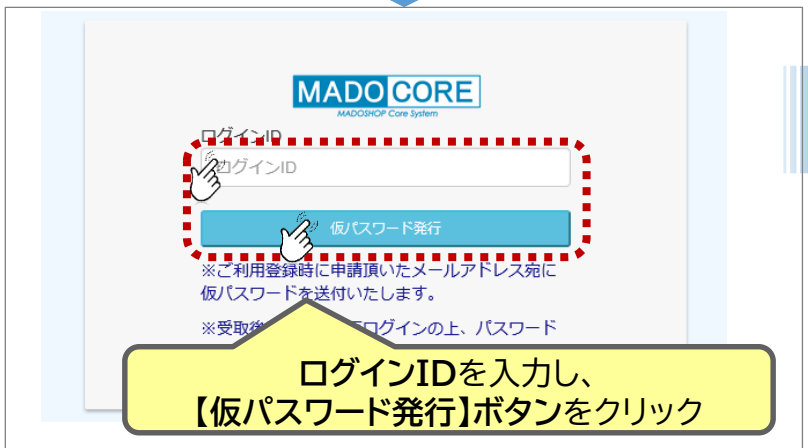 MADO CORE
MADOSHOP Core System
ログインID
ログインID
仮パスワード発行
※ご利用登録時に申請頂いたメールアドレス宛に
仮パスワードを送付いたします。
※受取後 ログインの上、パスワード
ログインIDを入力し、
【仮パスワード発行】ボタンをクリック